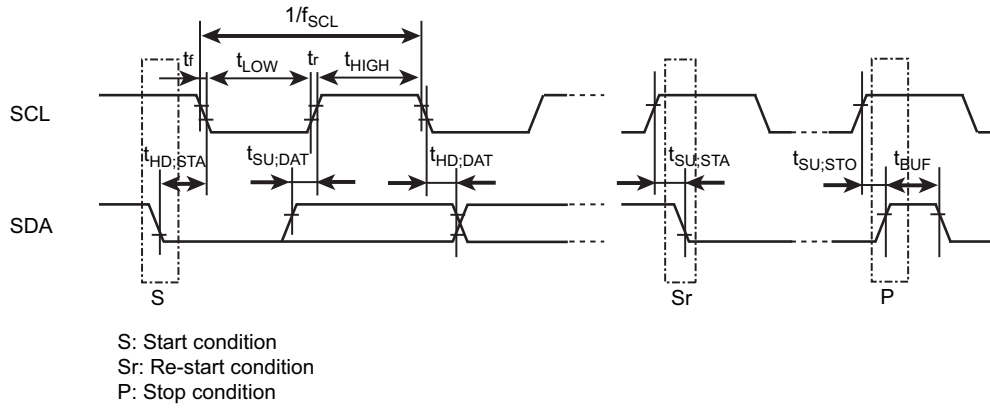 1/fSCL
tf tLOW tr tHIGH
SCL
tHD;STA tSU;DAT tHD;DAT tSU;STA tSU;STO tBUF
SDA
S Sr P
S: Start condition
Sr: Re-start condition
P: Stop condition